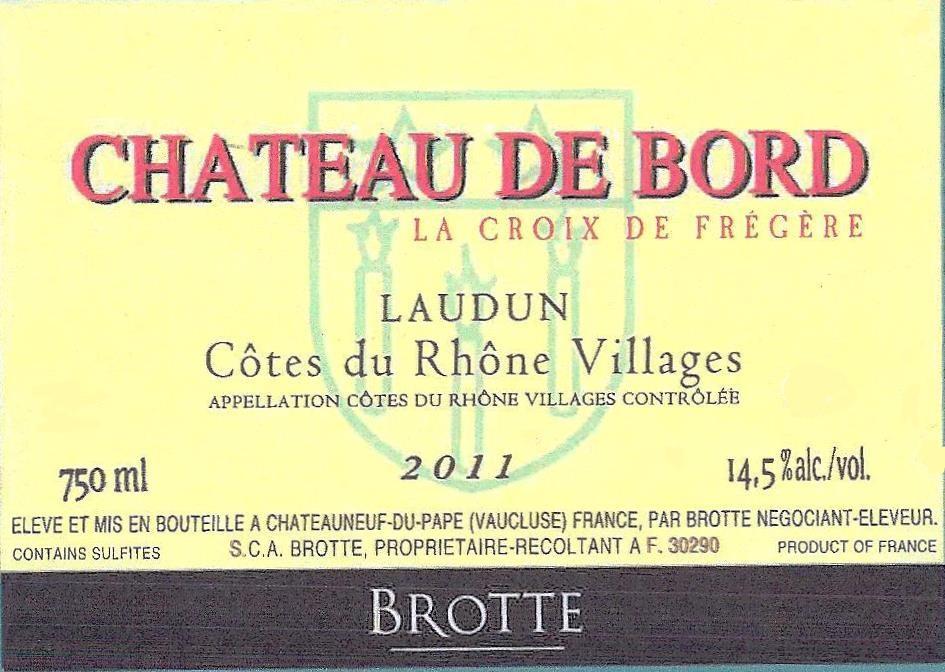 CHATEAU DE BORD
LA CROIX DE FRÉGÈRE
LAUDUN
Côtes du Rhône Villages
APPELLATION CÔTES DU RHÔNE VILLAGES CONTRÔLÉE
750 ml
2011
14,5 % alc./vol.
ELEVE ET MIS EN BOUTEILLE A CHATEAUNEUF-DU-PAPE (VAUCLUSE) FRANCE, PAR BROTTE NEGOCIANT-ELEVEUR.
CONTAINS SULFITES
S.C.A. BROTTE, PROPRIETAIRE-RECOLTANT A F. 30290
PRODUCT OF FRANCE
BROTTE